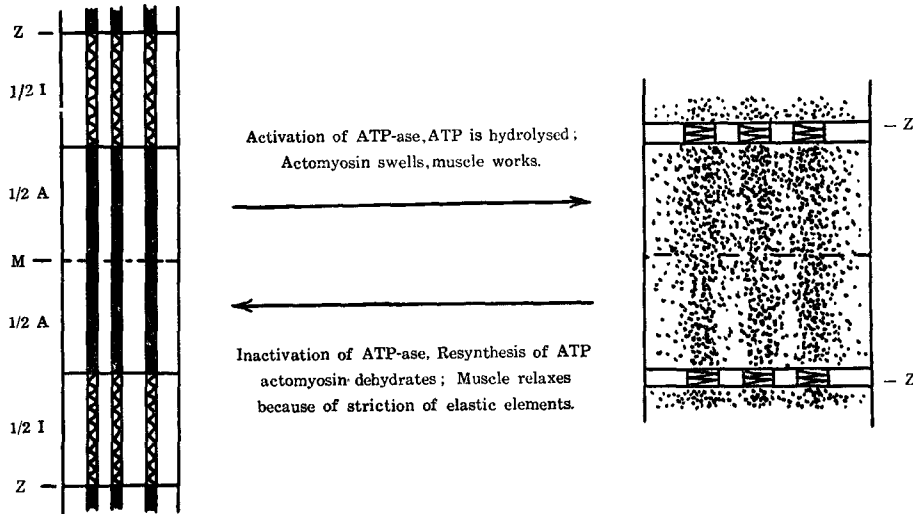 Z —
1/2 I
1/2 A
M —
1/2 A
1/2 I
Z —
Activation of ATP-ase, ATP is hydrolysed;
Actomyosin swells, muscle works.
Inactivation of ATP-ase, Resynthesis of ATP
actomyosin dehydrates; Muscle relaxes
because of striction of elastic elements.
— Z
— Z